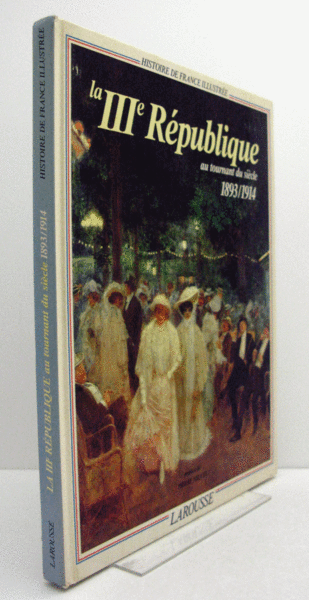 HISTOIRE DE FRANCE ILLUSTRÉE
la IIIe République
au tournant du siècle
1893/1914
LAROUSSE
HISTOIRE DE FRANCE ILLUSTRÉE
LA IIIe RÉPUBLIQUE au tournant du siècle 1893/1914
LAROUSSE